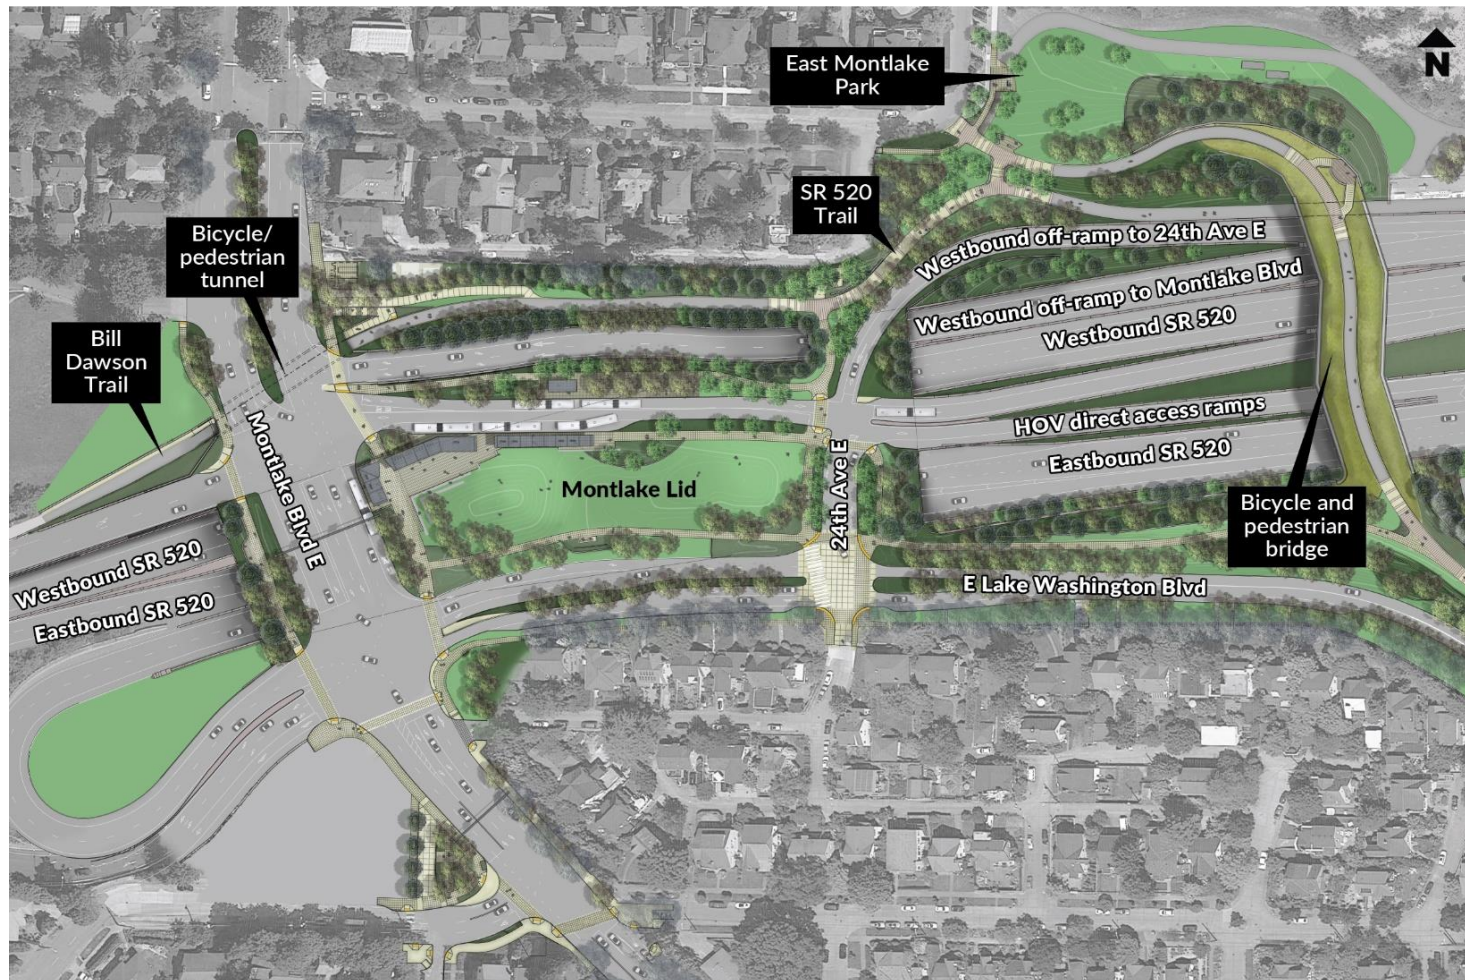 East Montlake
Park
N
SR 520
Trail
Bicycle/
pedestrian
tunnel
Westbound off-ramp to 24th Ave E
Westbound off-ramp to Montlake Blvd
Westbound SR 520
Bill
Dawson
Trail
HOV direct access ramps
Eastbound SR 520
Montlake Blvd E
Montlake Lid
24th Ave E
Bicycle and
pedestrian
bridge
Westbound SR 520
Eastbound SR 520
E Lake Washington Blvd